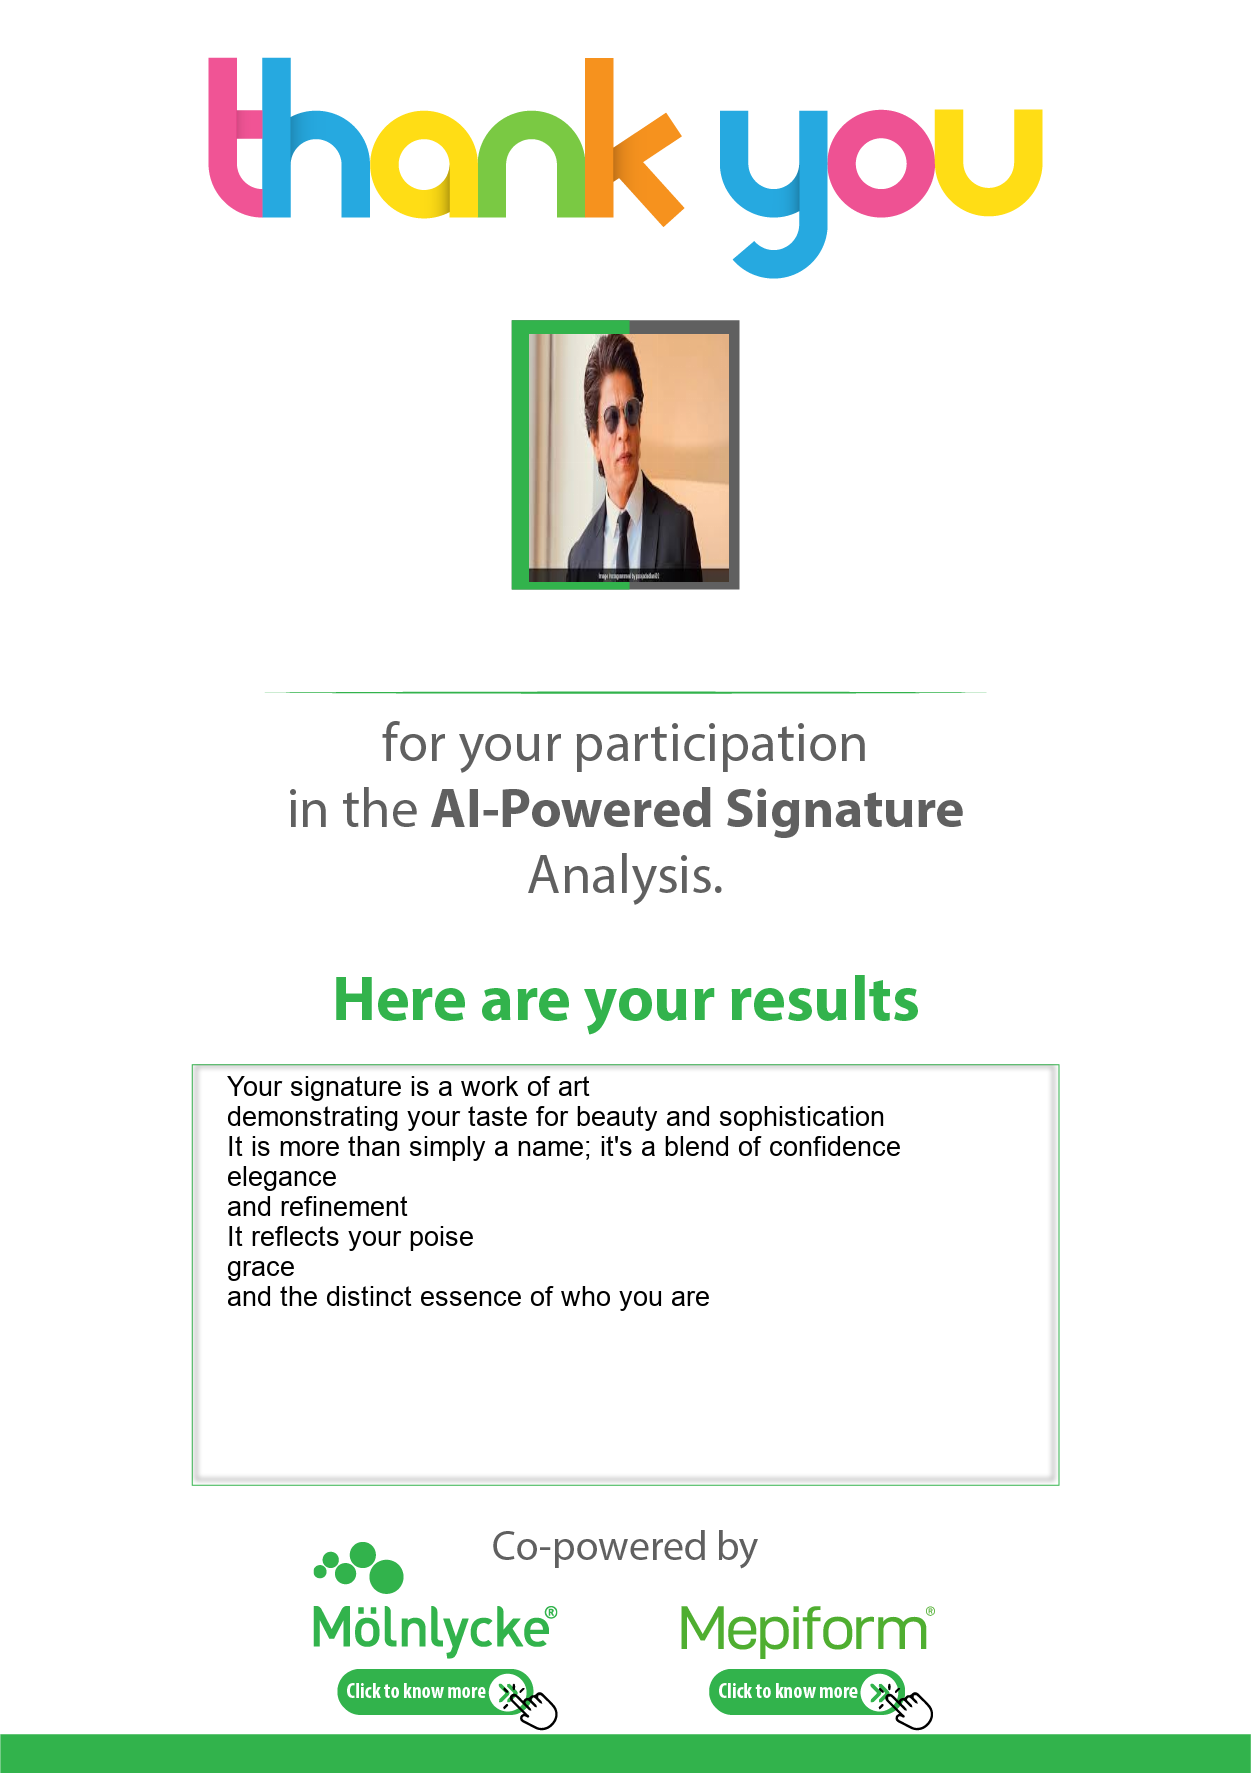 thank you
for your participation
in the AI-Powered Signature
Analysis.
Here are your results
Your signature is a work of art
demonstrating your taste for beauty and sophistication
It is more than simply a name; it's a blend of confidence
elegance
and refinement
It reflects your poise
grace
and the distinct essence of who you are
Co-powered by
Mölnlycke®
Mepiform®
Click to know more
Click to know more